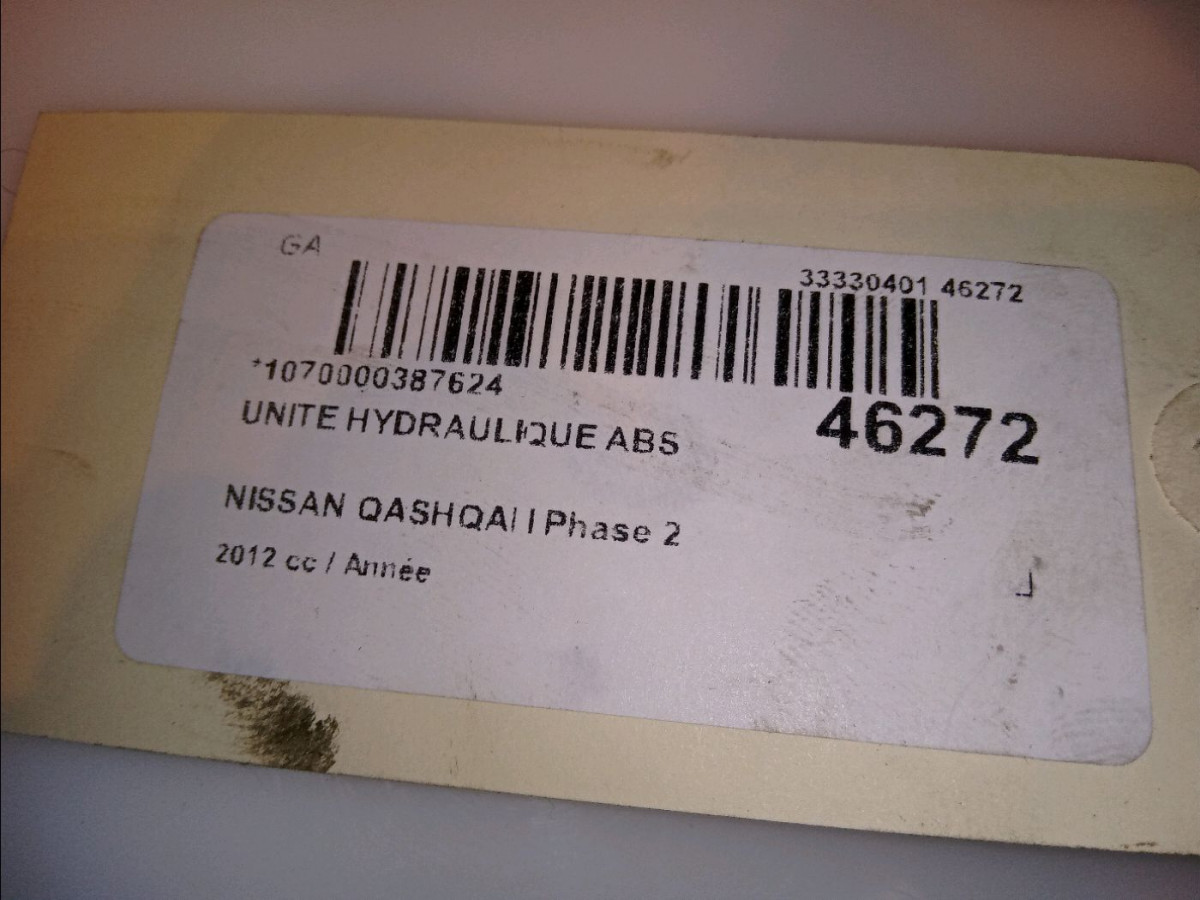 GA
33330401 46272
*1070000387624
46272
UNITE HYDRAULIQUE ABS
NISSAN QASHQAI I Phase 2
2012 cc / Année